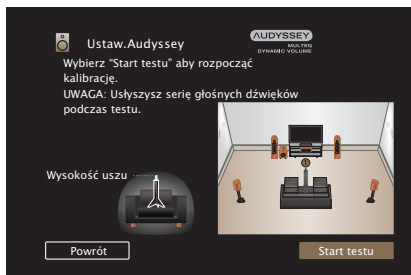 Ustaw.Audyssey
AUDYSSEY
MULTEQ
DYNAMIC VOLUME
Wybierz "Start testu" aby rozpocząć
kalibrację.
UWAGA: Usłyszysz serię głośnych dźwięków
podczas testu.
Wysokość uszu
Powrót
Start testu